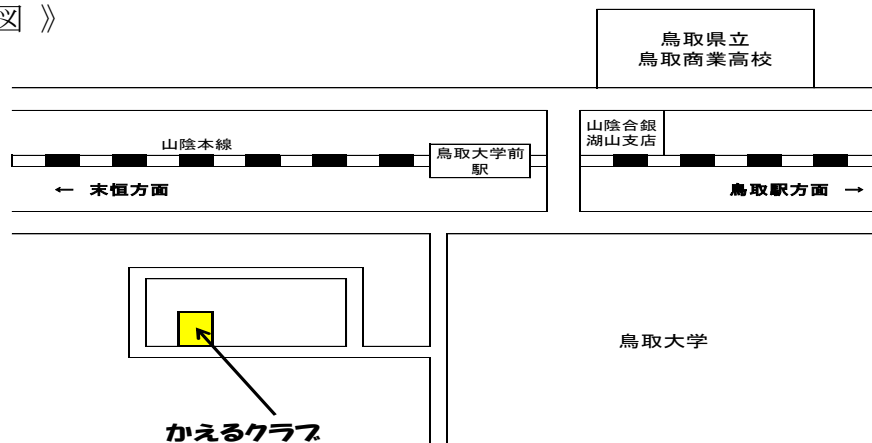 図 》
鳥取県立
鳥取商業高校
山陰合銀
湖山支店
山陰本線
鳥取大学前
駅
← 末恒方面
鳥取駅方面 →
鳥取大学
かえるクラブ